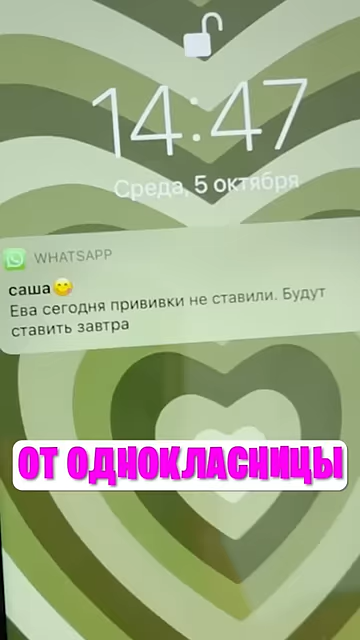 14:47
Среда, 5 октября
WHATSAPP
саша😋
Ева сегодня прививки не ставили. Будут
ставить завтра
ОТ ОДНОКЛАСНИЦЫ